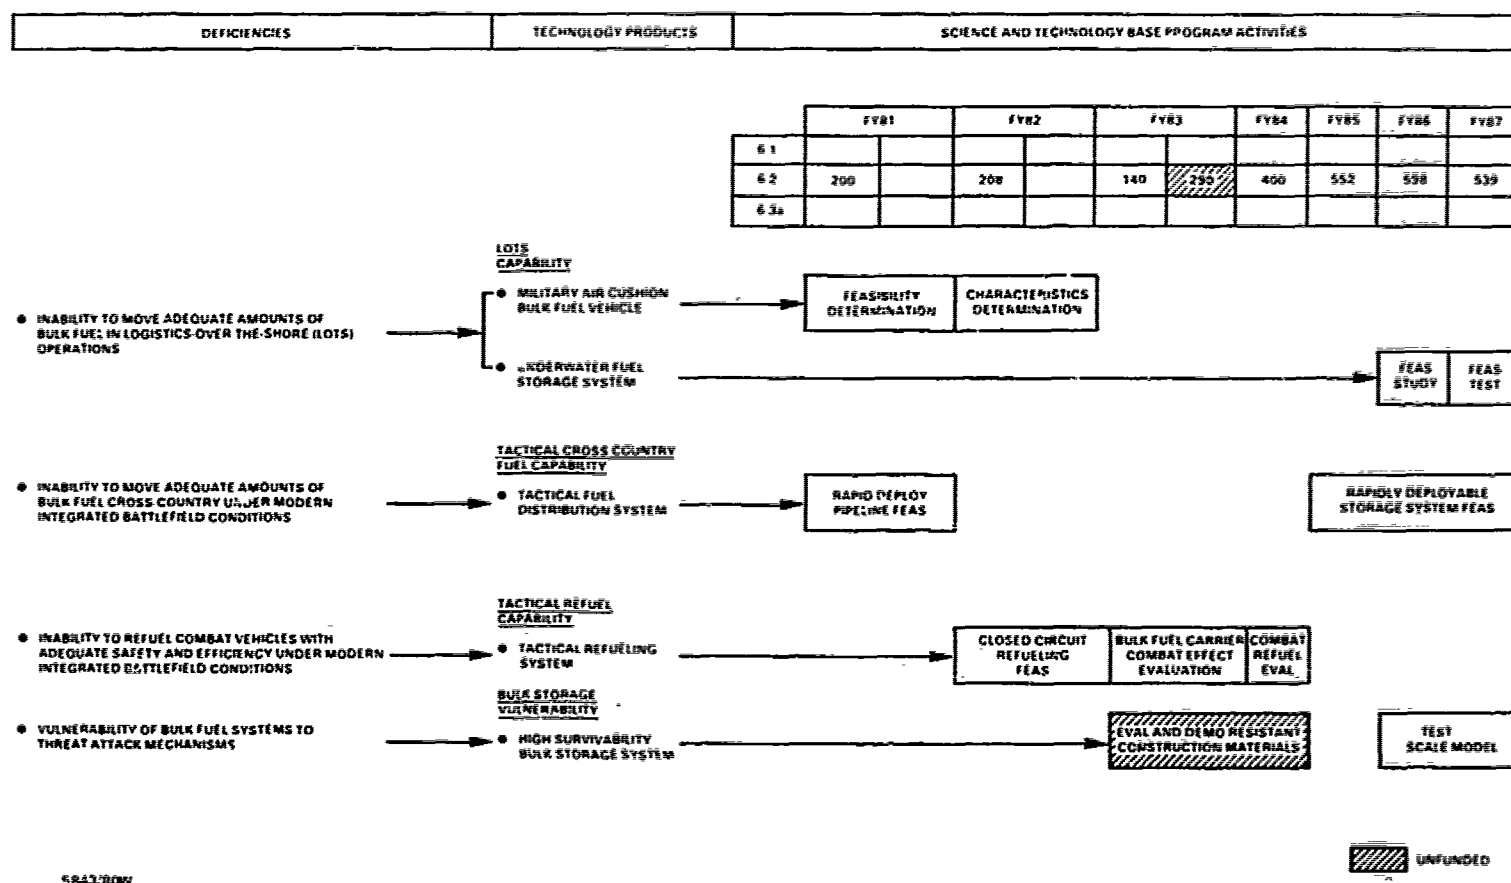 DEFICIENCIES
TECHNOLOGY PRODUCTS
SCIENCE AND TECHNOLOGY BASE PROGRAM ACTIVITIES
FY81 FY82 FY83 FY84 FY85 FY86 FY87
6.1
6.2 200 208 140 290 400 552 598 539
6.3a
LOTS
CAPABILITY
● MILITARY AIR CUSHION
BULK FUEL VEHICLE
FEASIBILITY
DETERMINATION
CHARACTERISTICS
DETERMINATION
● INABILITY TO MOVE ADEQUATE AMOUNTS OF
BULK FUEL IN LOGISTICS-OVER THE-SHORE (LOTS)
OPERATIONS
● UNDERWATER FUEL
STORAGE SYSTEM
FEAS
STUDY
FEAS
TEST
TACTICAL CROSS COUNTRY
FUEL CAPABILITY
● INABILITY TO MOVE ADEQUATE AMOUNTS OF
BULK FUEL CROSS COUNTRY UNDER MODERN
INTEGRATED BATTLEFIELD CONDITIONS
● TACTICAL FUEL
DISTRIBUTION SYSTEM
RAPID DEPLOY
PIPELINE FEAS
RAPIDLY DEPLOYABLE
STORAGE SYSTEM FEAS
TACTICAL REFUEL
CAPABILITY
● INABILITY TO REFUEL COMBAT VEHICLES WITH
ADEQUATE SAFETY AND EFFICIENCY UNDER MODERN
INTEGRATED BATTLEFIELD CONDITIONS
● TACTICAL REFUELING
SYSTEM
CLOSED CIRCUIT
REFUELING
FEAS
BULK FUEL CARRIER
COMBAT EFFECT
EVALUATION
COMBAT
REFUEL
EVAL
BULK STORAGE
VULNERABILITY
● VULNERABILITY OF BULK FUEL SYSTEMS TO
THREAT ATTACK MECHANISMS
● HIGH SURVIVABILITY
BULK STORAGE SYSTEM
EVAL AND DEMO RESISTANT
CONSTRUCTION MATERIALS
TEST
SCALE MODEL
UNFUNDED